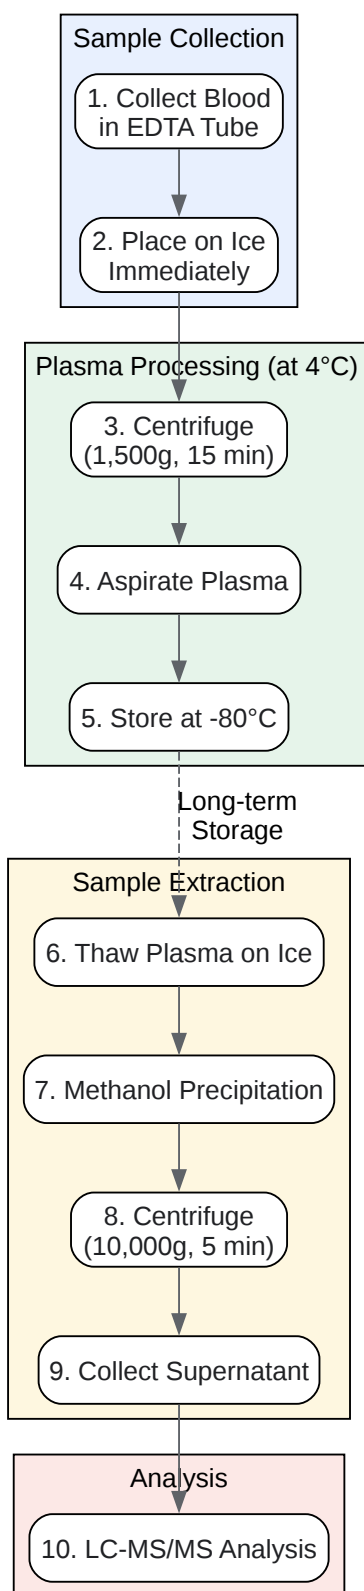 Sample Collection
1. Collect Blood
in EDTA Tube
2. Place on Ice
Immediately
Plasma Processing (at 4°C)
3. Centrifuge
(1,500g, 15 min)
4. Aspirate Plasma
5. Store at -80°C
Long-term
Storage
Sample Extraction
6. Thaw Plasma on Ice
7. Methanol Precipitation
8. Centrifuge
(10,000g, 5 min)
9. Collect Supernatant
Analysis
10. LC-MS/MS Analysis